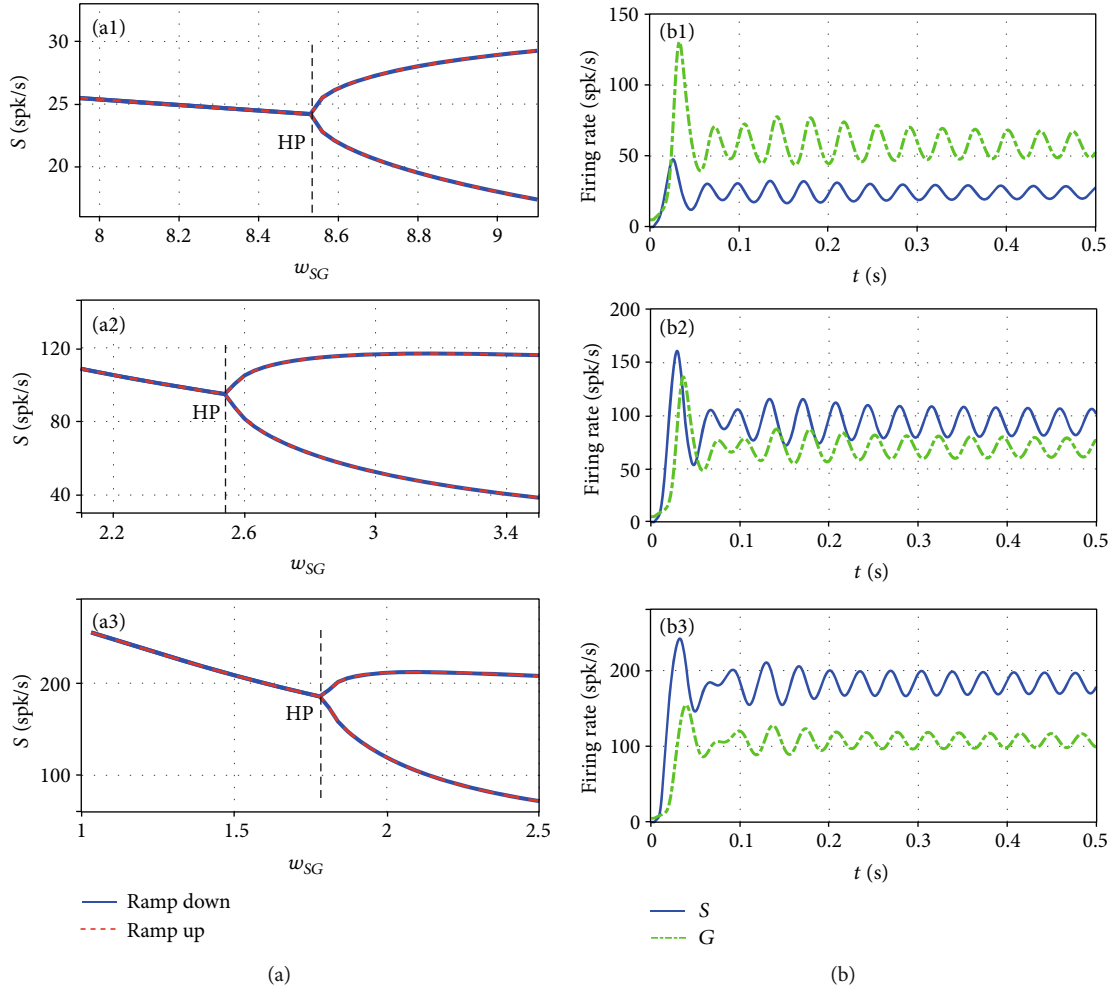 (a1)
30
25
20
S (spk/s)
HP
8
8.2
8.4
8.6
8.8
9
w_SG
(b1)
150
100
50
0
Firing rate (spk/s)
0
0.1
0.2
0.3
0.4
0.5
t (s)
(a2)
120
80
40
S (spk/s)
HP
2.2
2.6
3
3.4
w_SG
(b2)
200
150
100
50
0
Firing rate (spk/s)
0
0.1
0.2
0.3
0.4
0.5
t (s)
(a3)
200
100
S (spk/s)
HP
1
1.5
2
2.5
w_SG
(b3)
200
100
0
Firing rate (spk/s)
0
0.1
0.2
0.3
0.4
0.5
t (s)
Ramp down
Ramp up
S
G
(a)
(b)